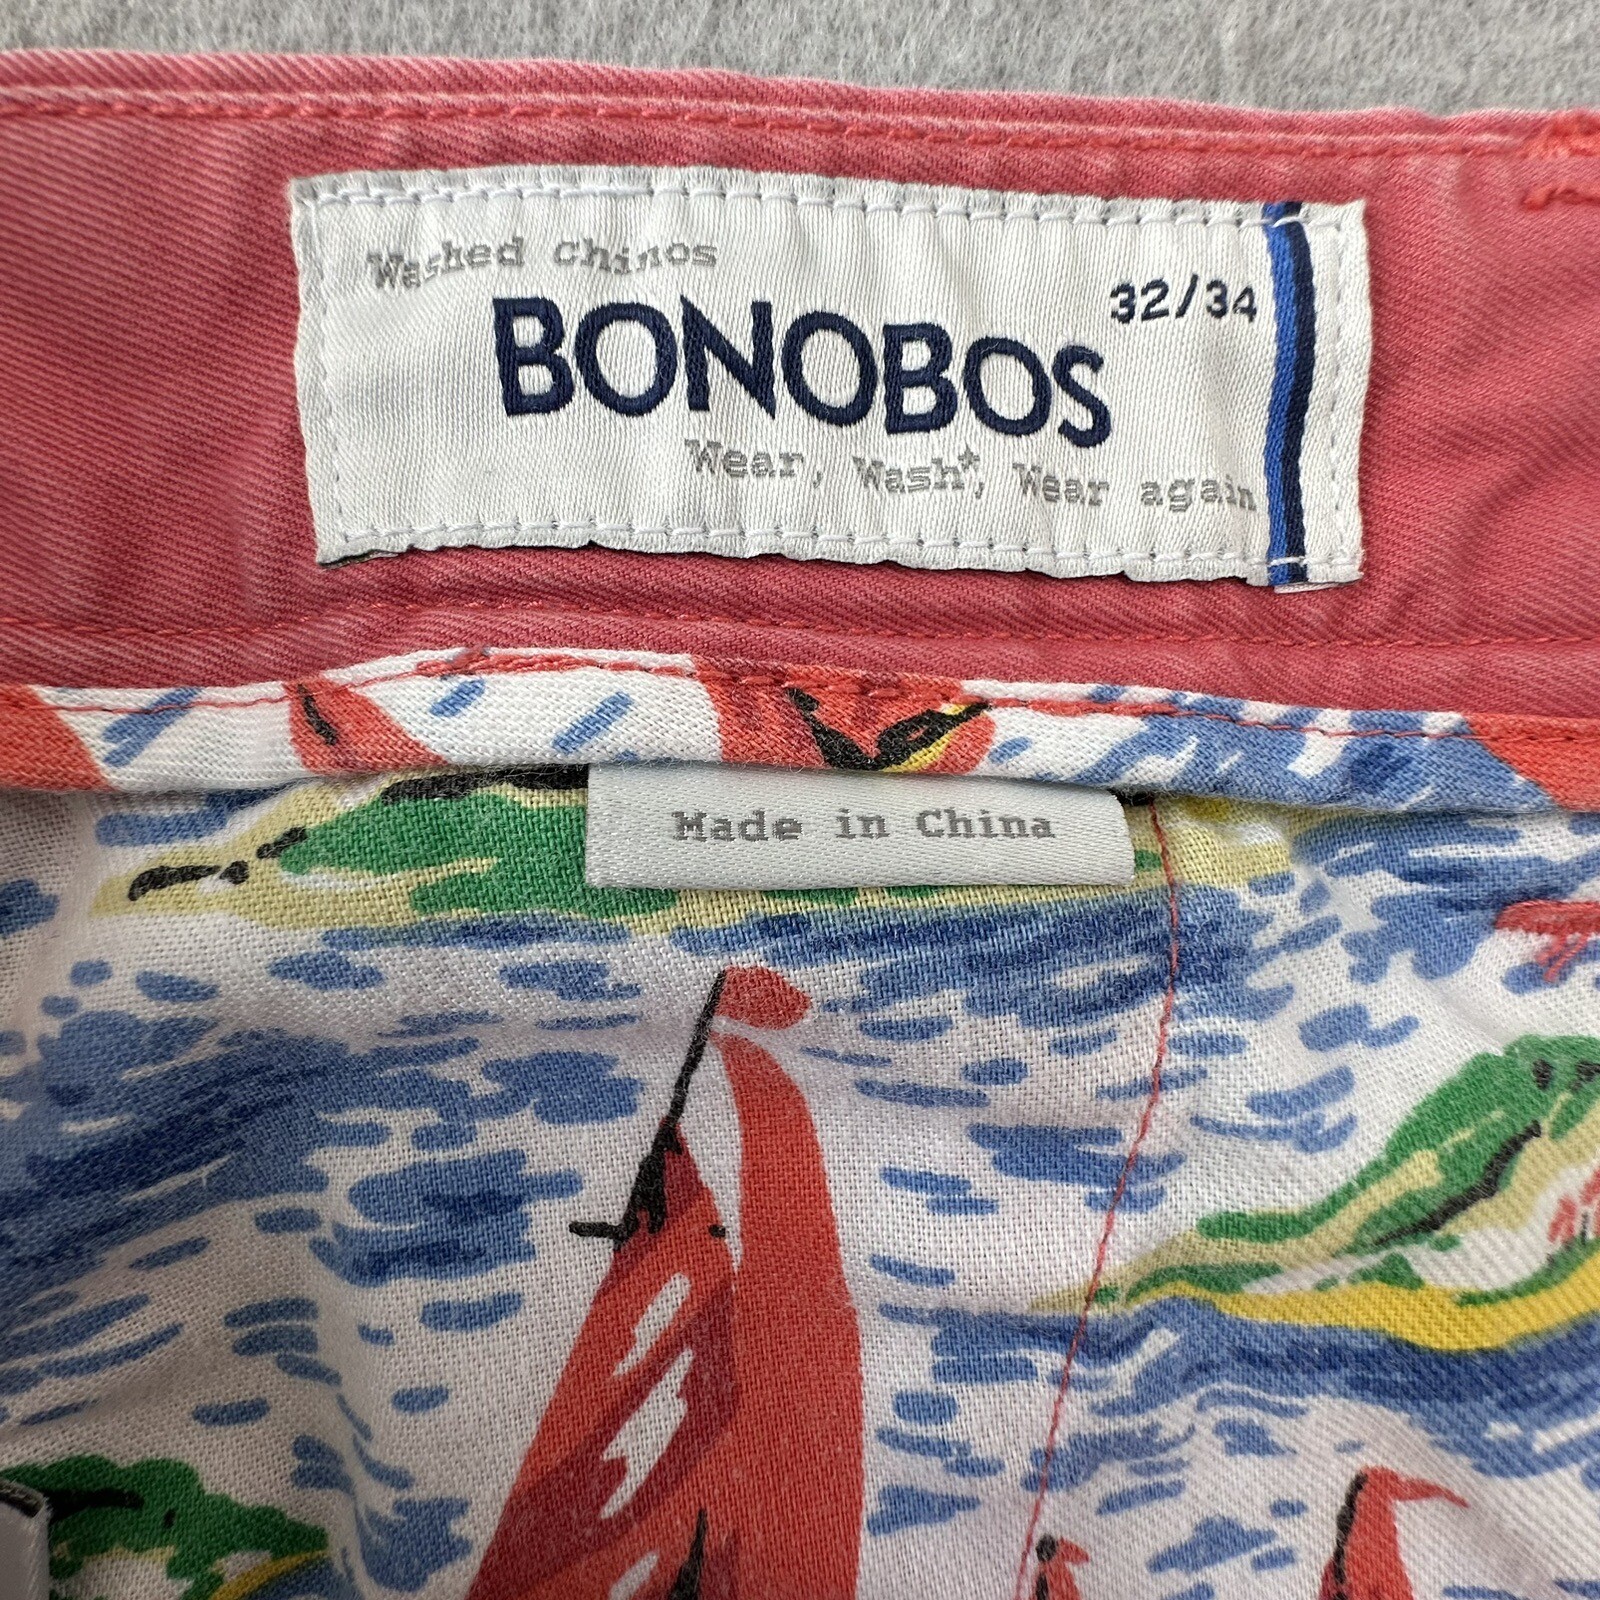 Washed Chinos
32/34
BONOBOS
Wear, Wash*, Wear again
Made in China